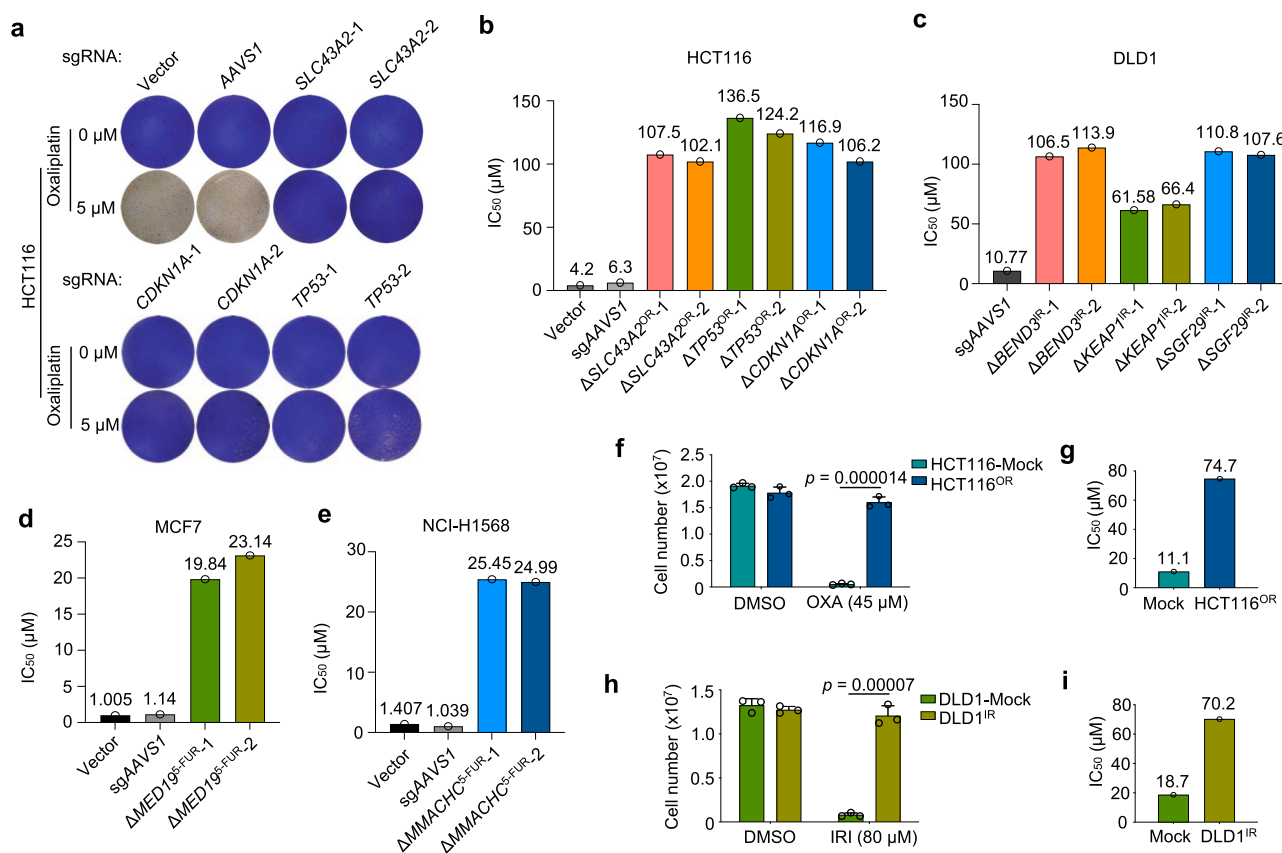 a
sgRNA:
Vector
AAVS1
SLC43A2-1
SLC43A2-2
HCT116
Oxaliplatin
0 µM
5 µM
sgRNA:
CDKN1A-1
CDKN1A-2
TP53-1
TP53-2
Oxaliplatin
0 µM
5 µM
b
HCT116
IC50 (µM)
150
100
50
0
4.2
6.3
107.5
102.1
136.5
124.2
116.9
106.2
Vector
sgAAVS1
ΔSLC43A2OR-1
ΔSLC43A2OR-2
ΔTP53OR-1
ΔTP53OR-2
ΔCDKN1AOR-1
ΔCDKN1AOR-2
c
DLD1
IC50 (µM)
150
100
50
0
10.77
106.5
113.9
61.58
66.4
110.8
107.6
sgAAVS1
ΔBEND3IR-1
ΔBEND3IR-2
ΔKEAP1IR-1
ΔKEAP1IR-2
ΔSGF29IR-1
ΔSGF29IR-2
d
MCF7
IC50 (µM)
25
20
15
10
5
0
1.005
1.14
19.84
23.14
Vector
sgAAVS1
ΔMED195-FUR-1
ΔMED195-FUR-2
e
NCI-H1568
IC50 (µM)
30
20
10
0
1.407
1.039
25.45
24.99
Vector
sgAAVS1
ΔMMACHC5-FUR-1
ΔMMACHC5-FUR-2
f
Cell number (x10⁷)
2.5
2.0
1.5
1.0
0.5
0
p = 0.000014
HCT116-Mock
HCT116OR
DMSO
OXA (45 µM)
g
IC50 (µM)
80
60
40
20
0
11.1
74.7
Mock
HCT116OR
h
Cell number (x10⁷)
1.5
1.0
0.5
0
p = 0.00007
DLD1-Mock
DLD1IR
DMSO
IRI (80 µM)
i
IC50 (µM)
80
60
40
20
0
18.7
70.2
Mock
DLD1IR